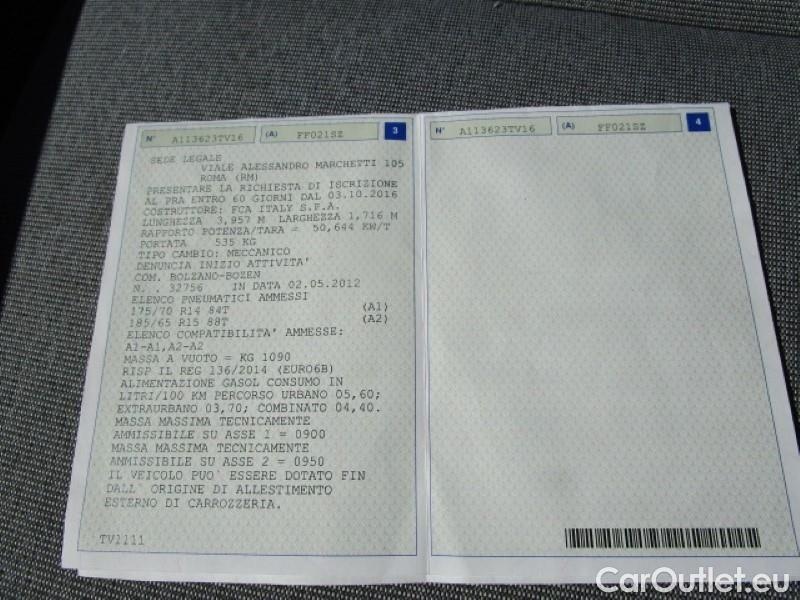 N° A113623TV16 (A) FF021SZ 3
SEDE LEGALE
VIALE ALESSANDRO MARCHETTI 105
ROMA (RM)
PRESENTARE LA RICHIESTA DI ISCRIZIONE
AL PRA ENTRO 60 GIORNI DAL 03.10.2016
COSTRUTTORE: FCA ITALY S.P.A.
LUNGHEZZA 3,957 M LARGHEZZA 1,716 M
RAPPORTO POTENZA/TARA = 50,644 KW/T
PORTATA 535 KG
TIPO CAMBIO: MECCANICO
DENUNCIA INIZIO ATTIVITA'
COM. BOLZANO-BOZEN
N. . 32756 IN DATA 02.05.2012
ELENCO PNEUMATICI AMMESSI
175/70 R14 84T (A1)
185/65 R15 88T (A2)
ELENCO COMPATIBILITA' AMMESSE:
A1-A1,A2-A2
MASSA A VUOTO = KG 1090
RISP IL REG 136/2014 (EURO6B)
ALIMENTAZIONE GASOL CONSUMO IN
LITRI/100 KM PERCORSO URBANO 05,60;
EXTRAURBANO 03,70; COMBINATO 04,40.
MASSA MASSIMA TECNICAMENTE
AMMISSIBILE SU ASSE 1 = 0900
MASSA MASSIMA TECNICAMENTE
AMMISSIBILE SU ASSE 2 = 0950
IL VEICOLO PUO' ESSERE DOTATO FIN
DALL' ORIGINE DI ALLESTIMENTO
ESTERNO DI CARROZZERIA.
TV1111
N° A113623TV16 (A) FF021SZ 4
CarOutlet.eu